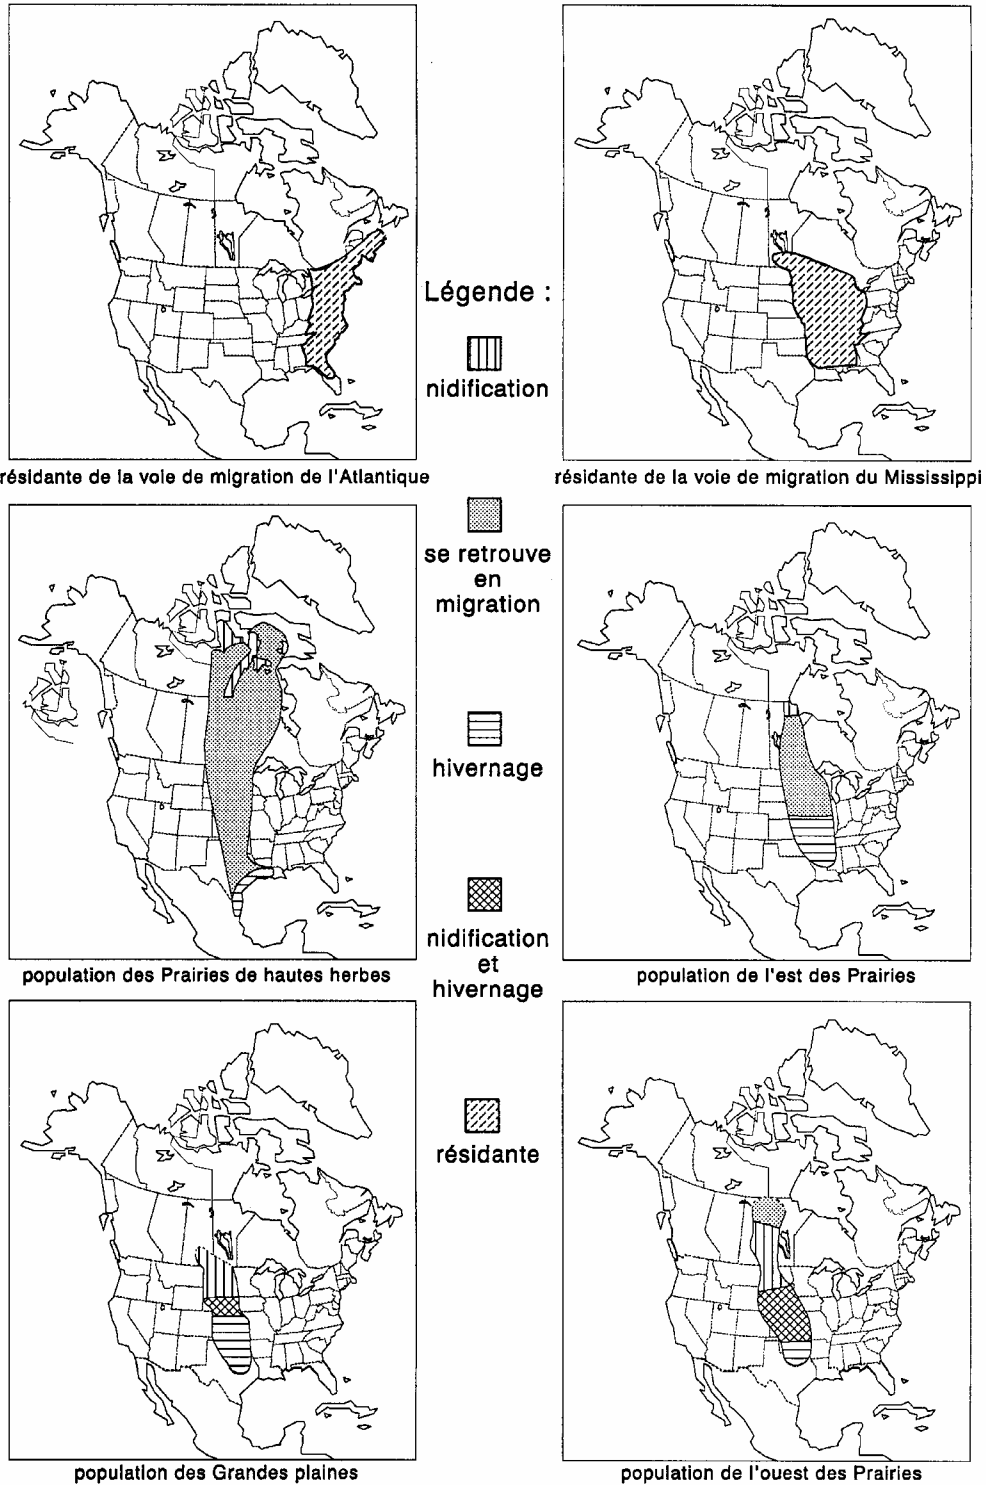 Légende :
nidification
résidante de la voie de migration de l'Atlantique
résidante de la voie de migration du Mississippi
se retrouve
en
migration
hivernage
nidification
et
hivernage
population des Prairies de hautes herbes
population de l'est des Prairies
résidante
population des Grandes plaines
population de l'ouest des Prairies